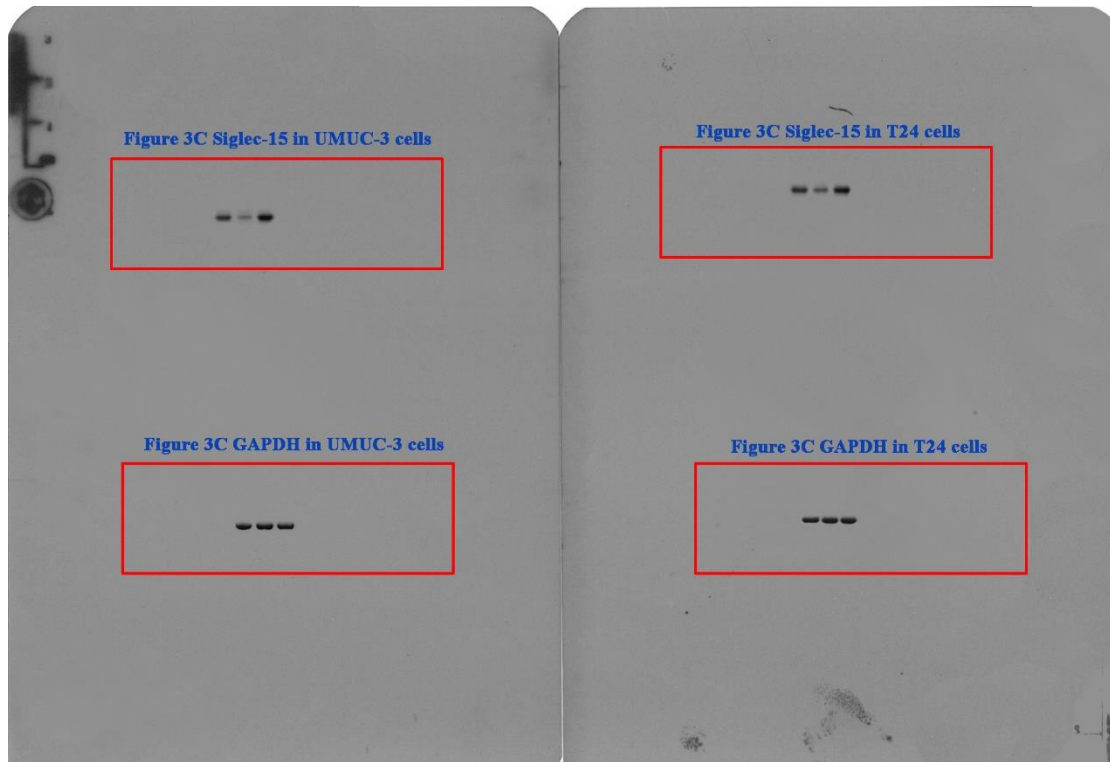 Figure 3C Siglec-15 in UMUC-3 cells
Figure 3C Siglec-15 in T24 cells
Figure 3C GAPDH in UMUC-3 cells
Figure 3C GAPDH in T24 cells